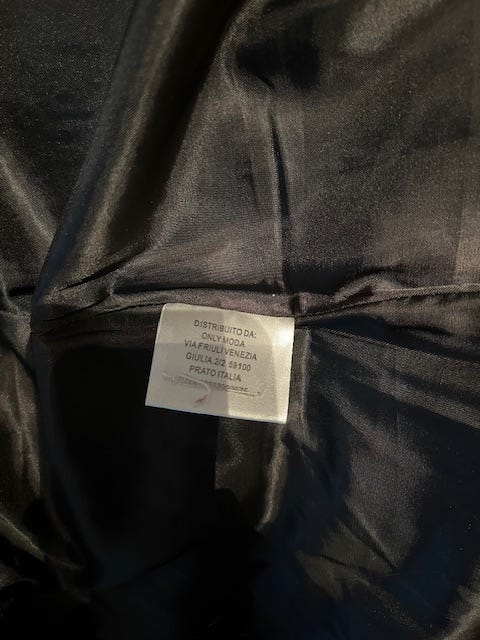 DISTRIBUITO DA:
ONLY MODA
VIA FRIULI VENEZIA
GIULIA.2/2. 59100
PRATO ITALIA